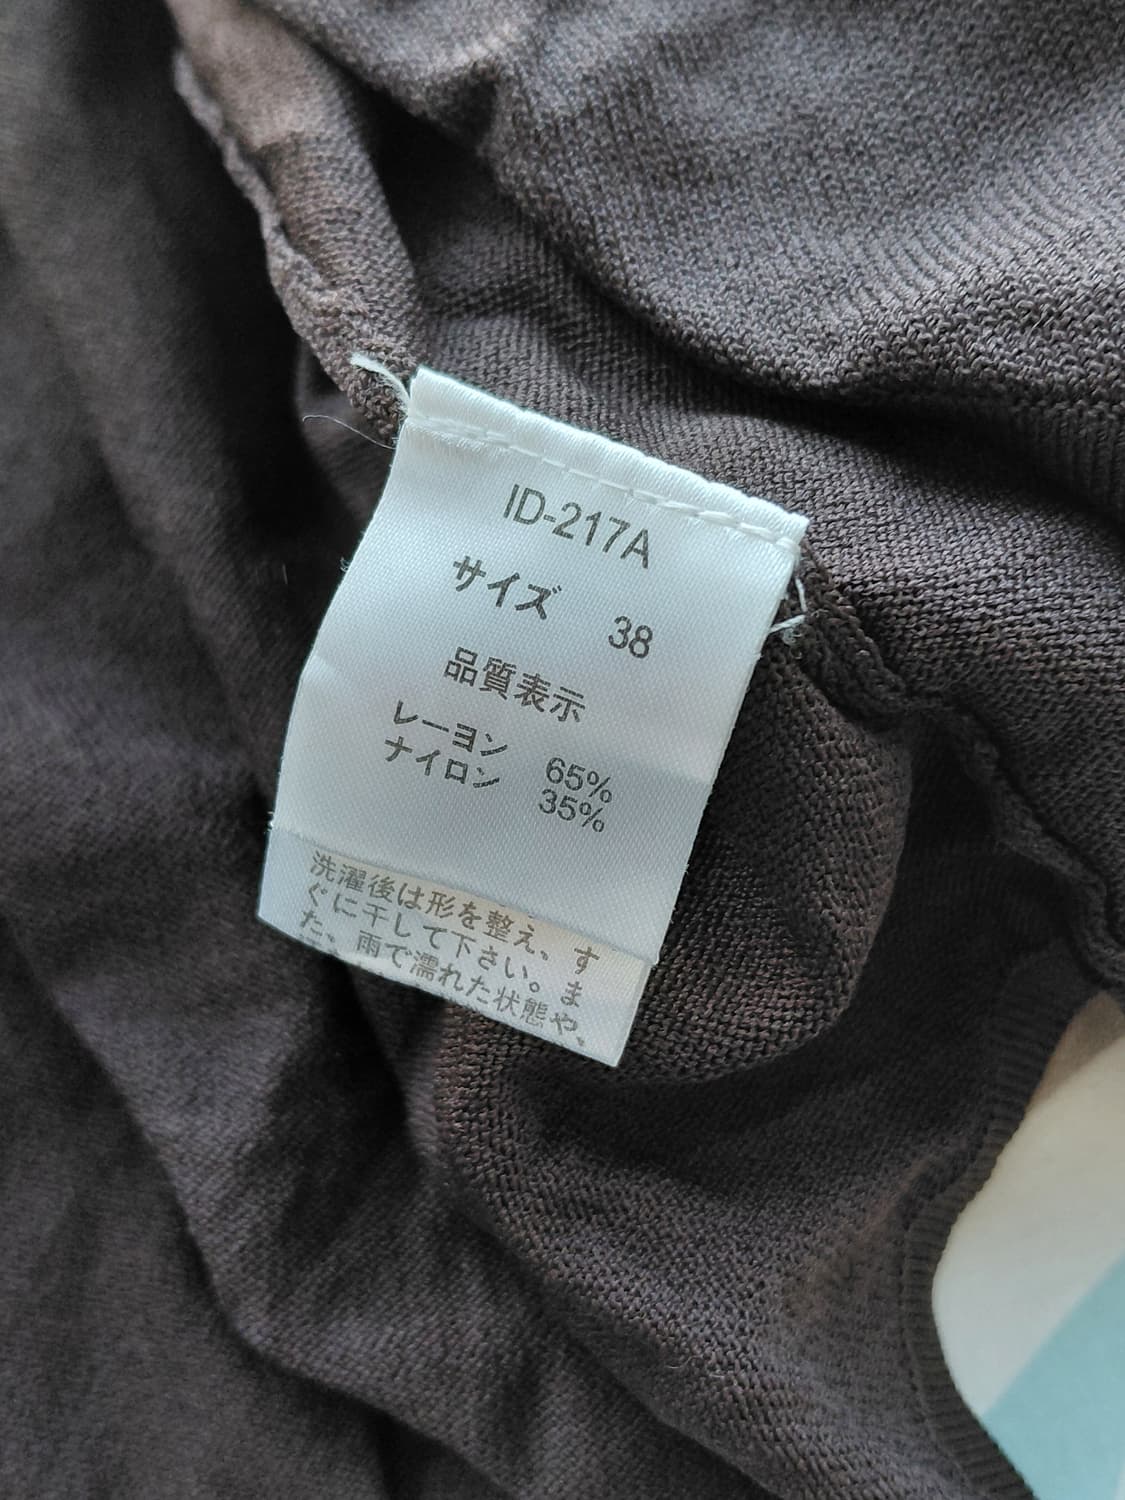 ID-217A
サイズ 38
品質表示
レーヨン 65%
ナイロン 35%
洗濯後は形を整え、す
ぐに干して下さい。ま
た、雨で濡れた状態や、